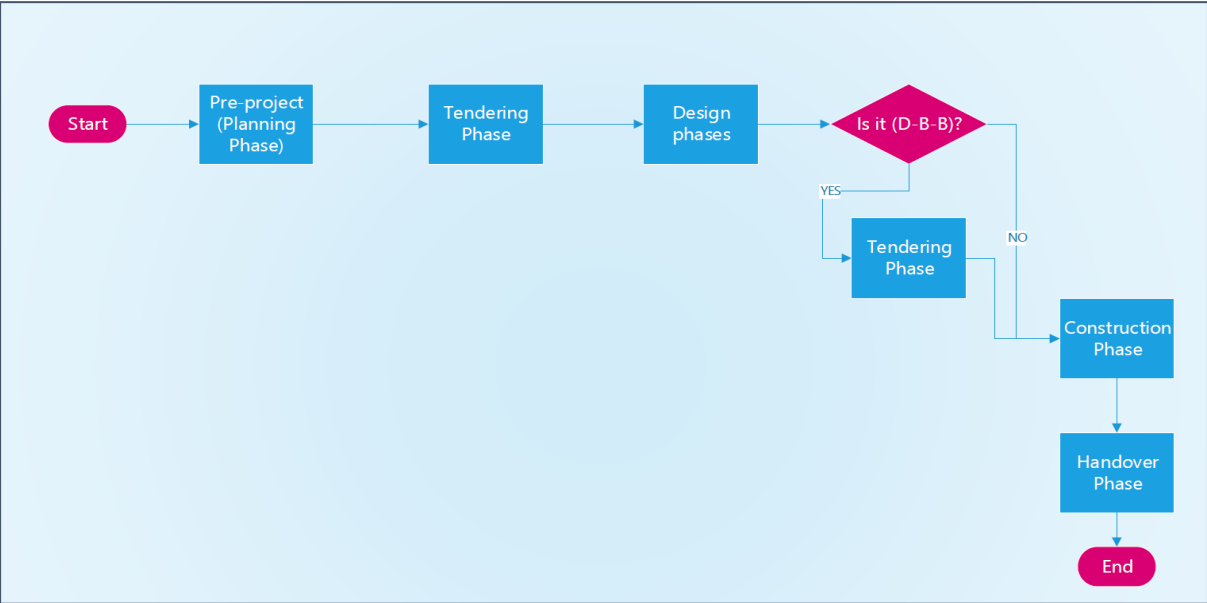 Start
Pre-project
(Planning
Phase)
Tendering
Phase
Design
phases
Is it (D-B-B)?
YES
NO
Tendering
Phase
Construction
Phase
Handover
Phase
End